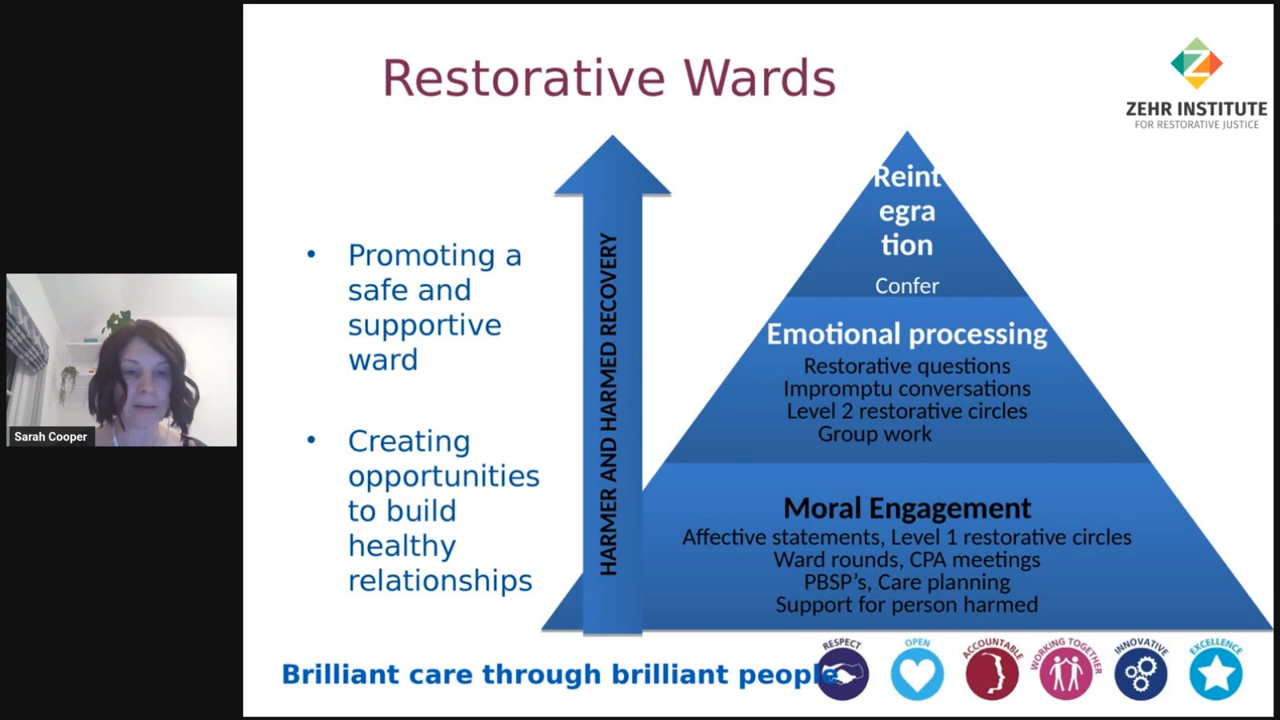 Restorative Wards
ZEHR INSTITUTE
FOR RESTORATIVE JUSTICE
• Promoting a
safe and
supportive
ward
• Creating
opportunities
to build
healthy
relationships
HARMER AND HARMED RECOVERY
Reint
egra
tion
Confer
Emotional processing
Restorative questions
Impromptu conversations
Level 2 restorative circles
Group work
Moral Engagement
Affective statements, Level 1 restorative circles
Ward rounds, CPA meetings
PBSP’s, Care planning
Support for person harmed
Sarah Cooper
Brilliant care through brilliant people
RESPECT
OPEN
ACCOUNTABLE
WORKING TOGETHER
INNOVATIVE
EXCELLENCE